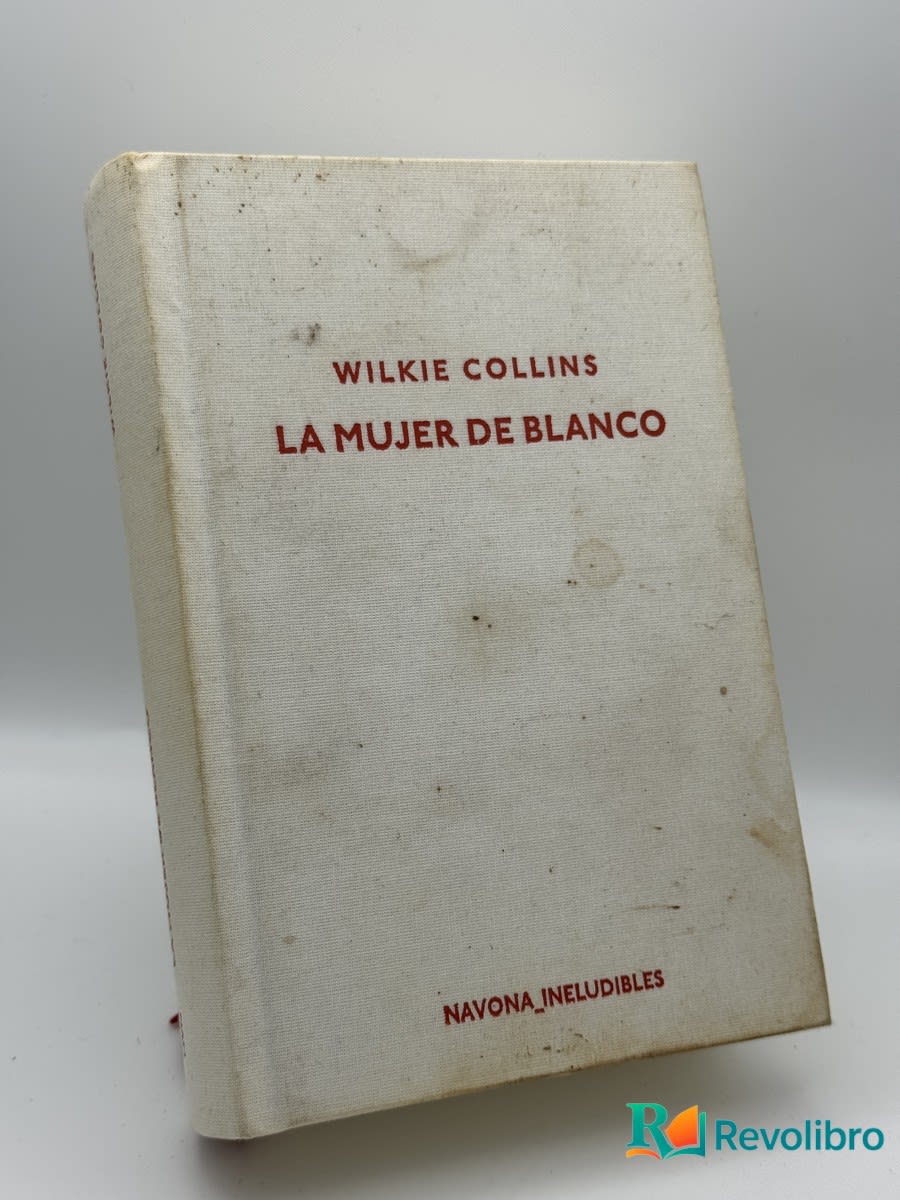 WILKIE COLLINS
LA MUJER DE BLANCO
NAVONA_INELUDIBLES
Revolibro